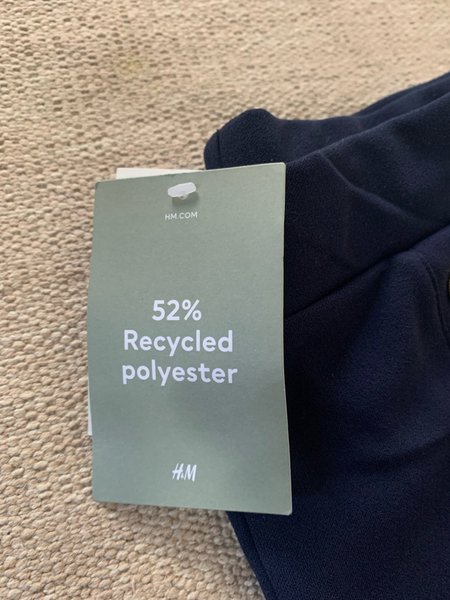 HM.COM
52%
Recycled
polyester
H&M